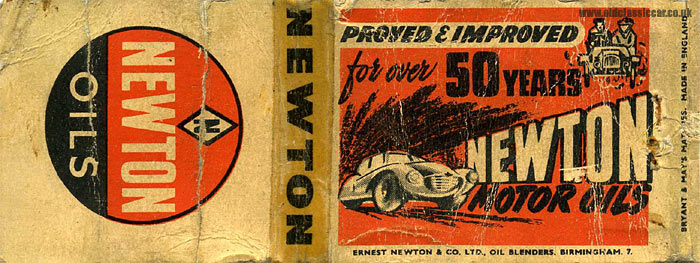 NEWTON
OILS
N
NEWTON
www.oldclassiccar.co.uk
PROVED & IMPROVED
for over 50 YEARS
NEWTON
MOTOR OILS
ERNEST NEWTON & CO. LTD., OIL BLENDERS. BIRMINGHAM. 7.
BRYANT & MAY'S MADE IN ENGLAND